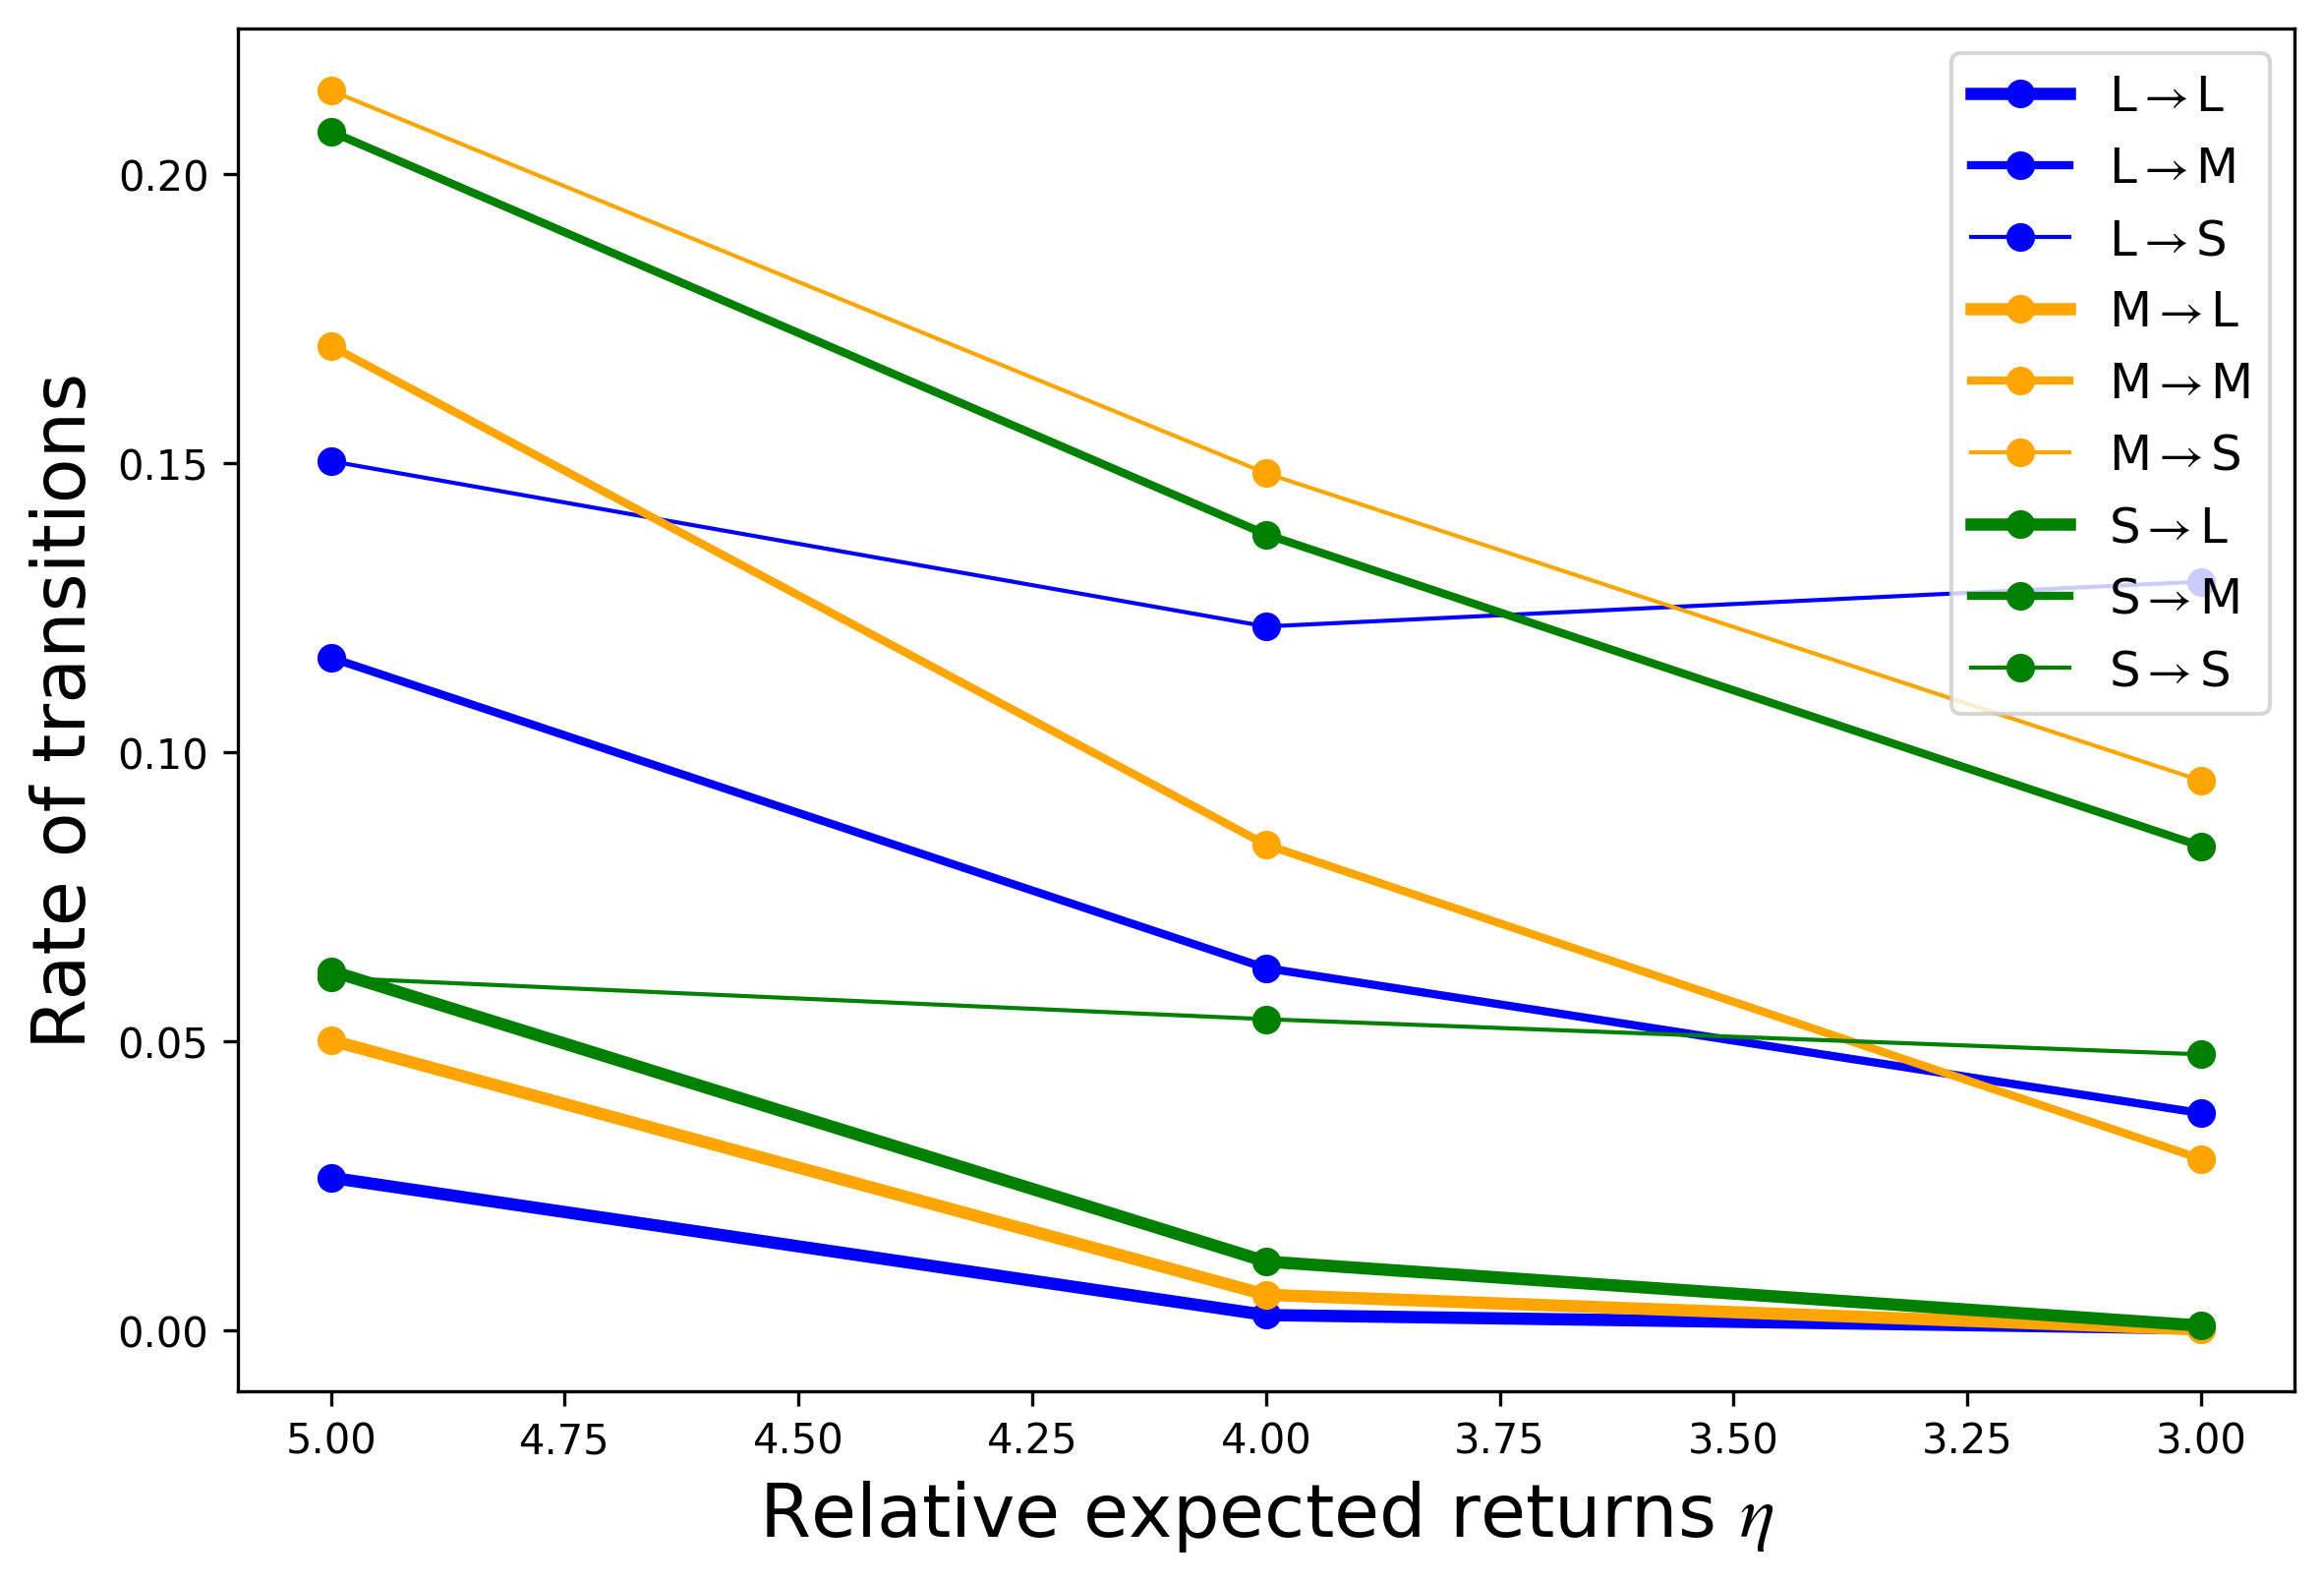 Rate of transitions
0.20
0.15
0.10
0.05
0.00
L→L
L→M
L→S
M→L
M→M
M→S
S→L
S→M
S→S
5.00 4.75 4.50 4.25 4.00 3.75 3.50 3.25 3.00
Relative expected returns η